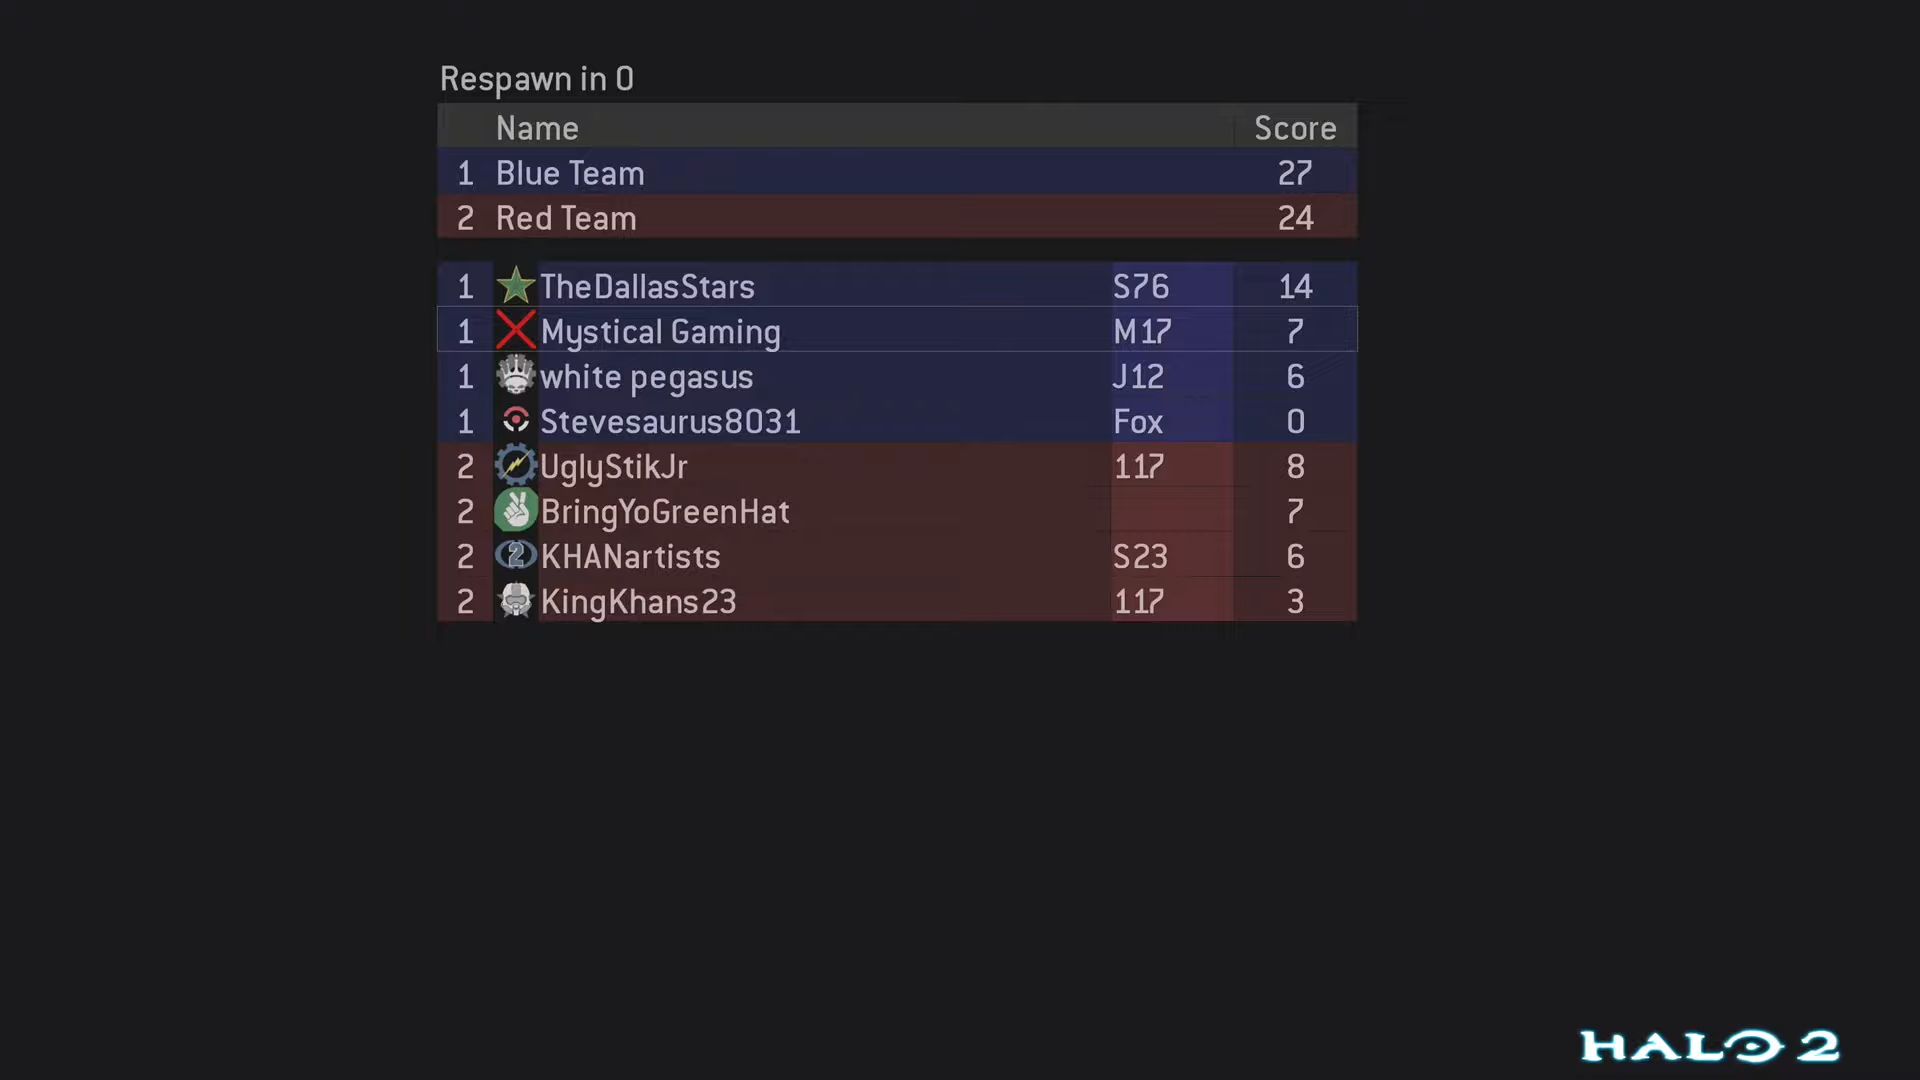 Respawn in 0
Name Score
1 Blue Team 27
2 Red Team 24
1 TheDallasStars S76 14
1 Mystical Gaming M17 7
1 white pegasus J12 6
1 Stevesaurus8031 Fox 0
2 UglyStikJr 117 8
2 BringYoGreenHat 7
2 2 KHANartists S23 6
2 KingKhans23 117 3
HALO 2